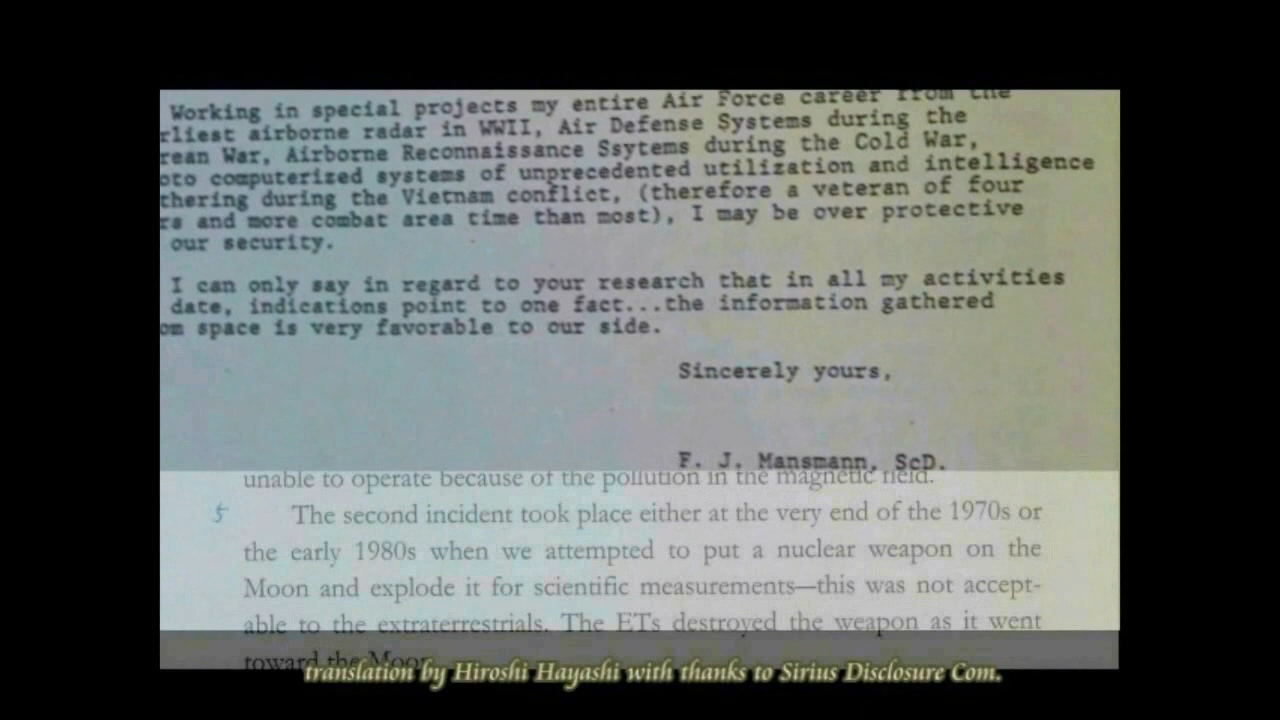 Working in special projects my entire Air Force career from the
rliest airborne radar in WWII, Air Defense Systems during the
rean War, Airborne Reconnaissance Ssytems during the Cold War,
oto computerized systems of unprecedented utilization and intelligence
thering during the Vietnam conflict, (therefore a veteran of four
rs and more combat area time than most), I may be over protective
our security.
I can only say in regard to your research that in all my activities
date, indications point to one fact...the information gathered
om space is very favorable to our side.
Sincerely yours,
F. J. Mansmann, ScD.
unable to operate because of the pollution in the magnetic field.
5 The second incident took place either at the very end of the 1970s or
the early 1980s when we attempted to put a nuclear weapon on the
Moon and explode it for scientific measurements—this was not accept-
able to the extraterrestrials. The ETs destroyed the weapon as it went
toward the Moon
translation by Hiroshi Hayashi with thanks to Sirius Disclosure Com.